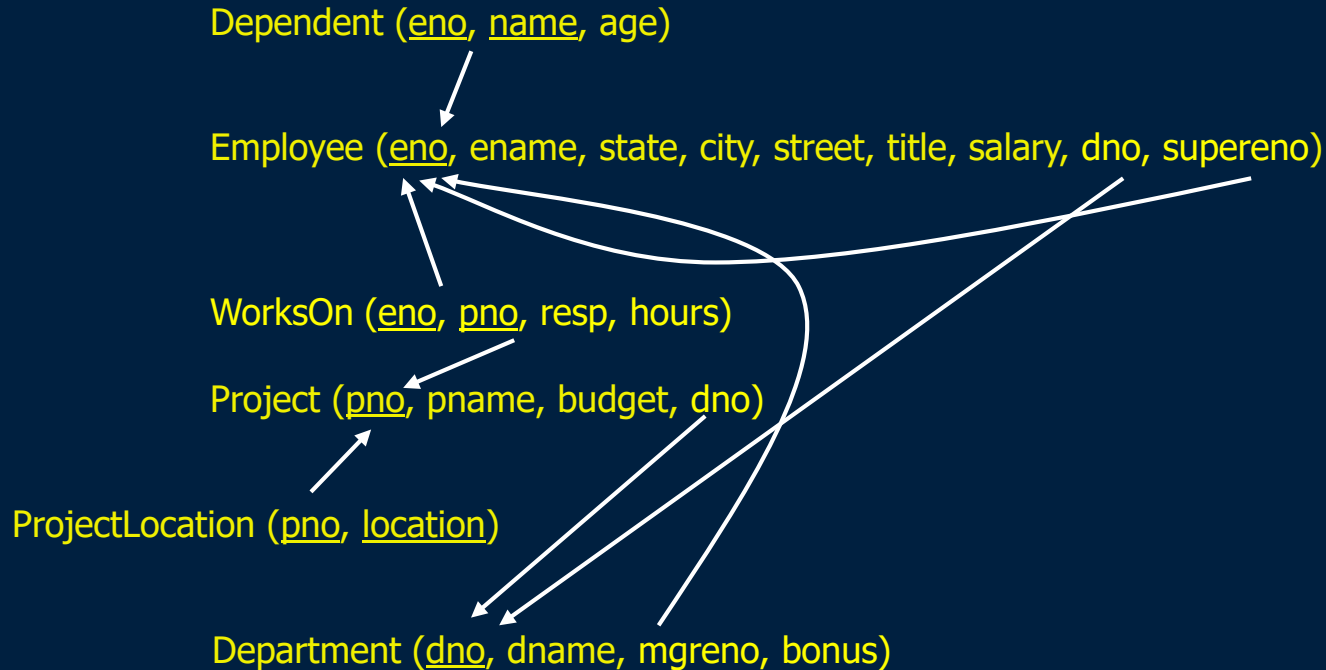 Dependent (eno, name, age)
Employee (eno, ename, state, city, street, title, salary, dno, supereno)
WorksOn (eno, pno, resp, hours)
Project (pno, pname, budget, dno)
ProjectLocation (pno, location)
Department (dno, dname, mgreno, bonus)